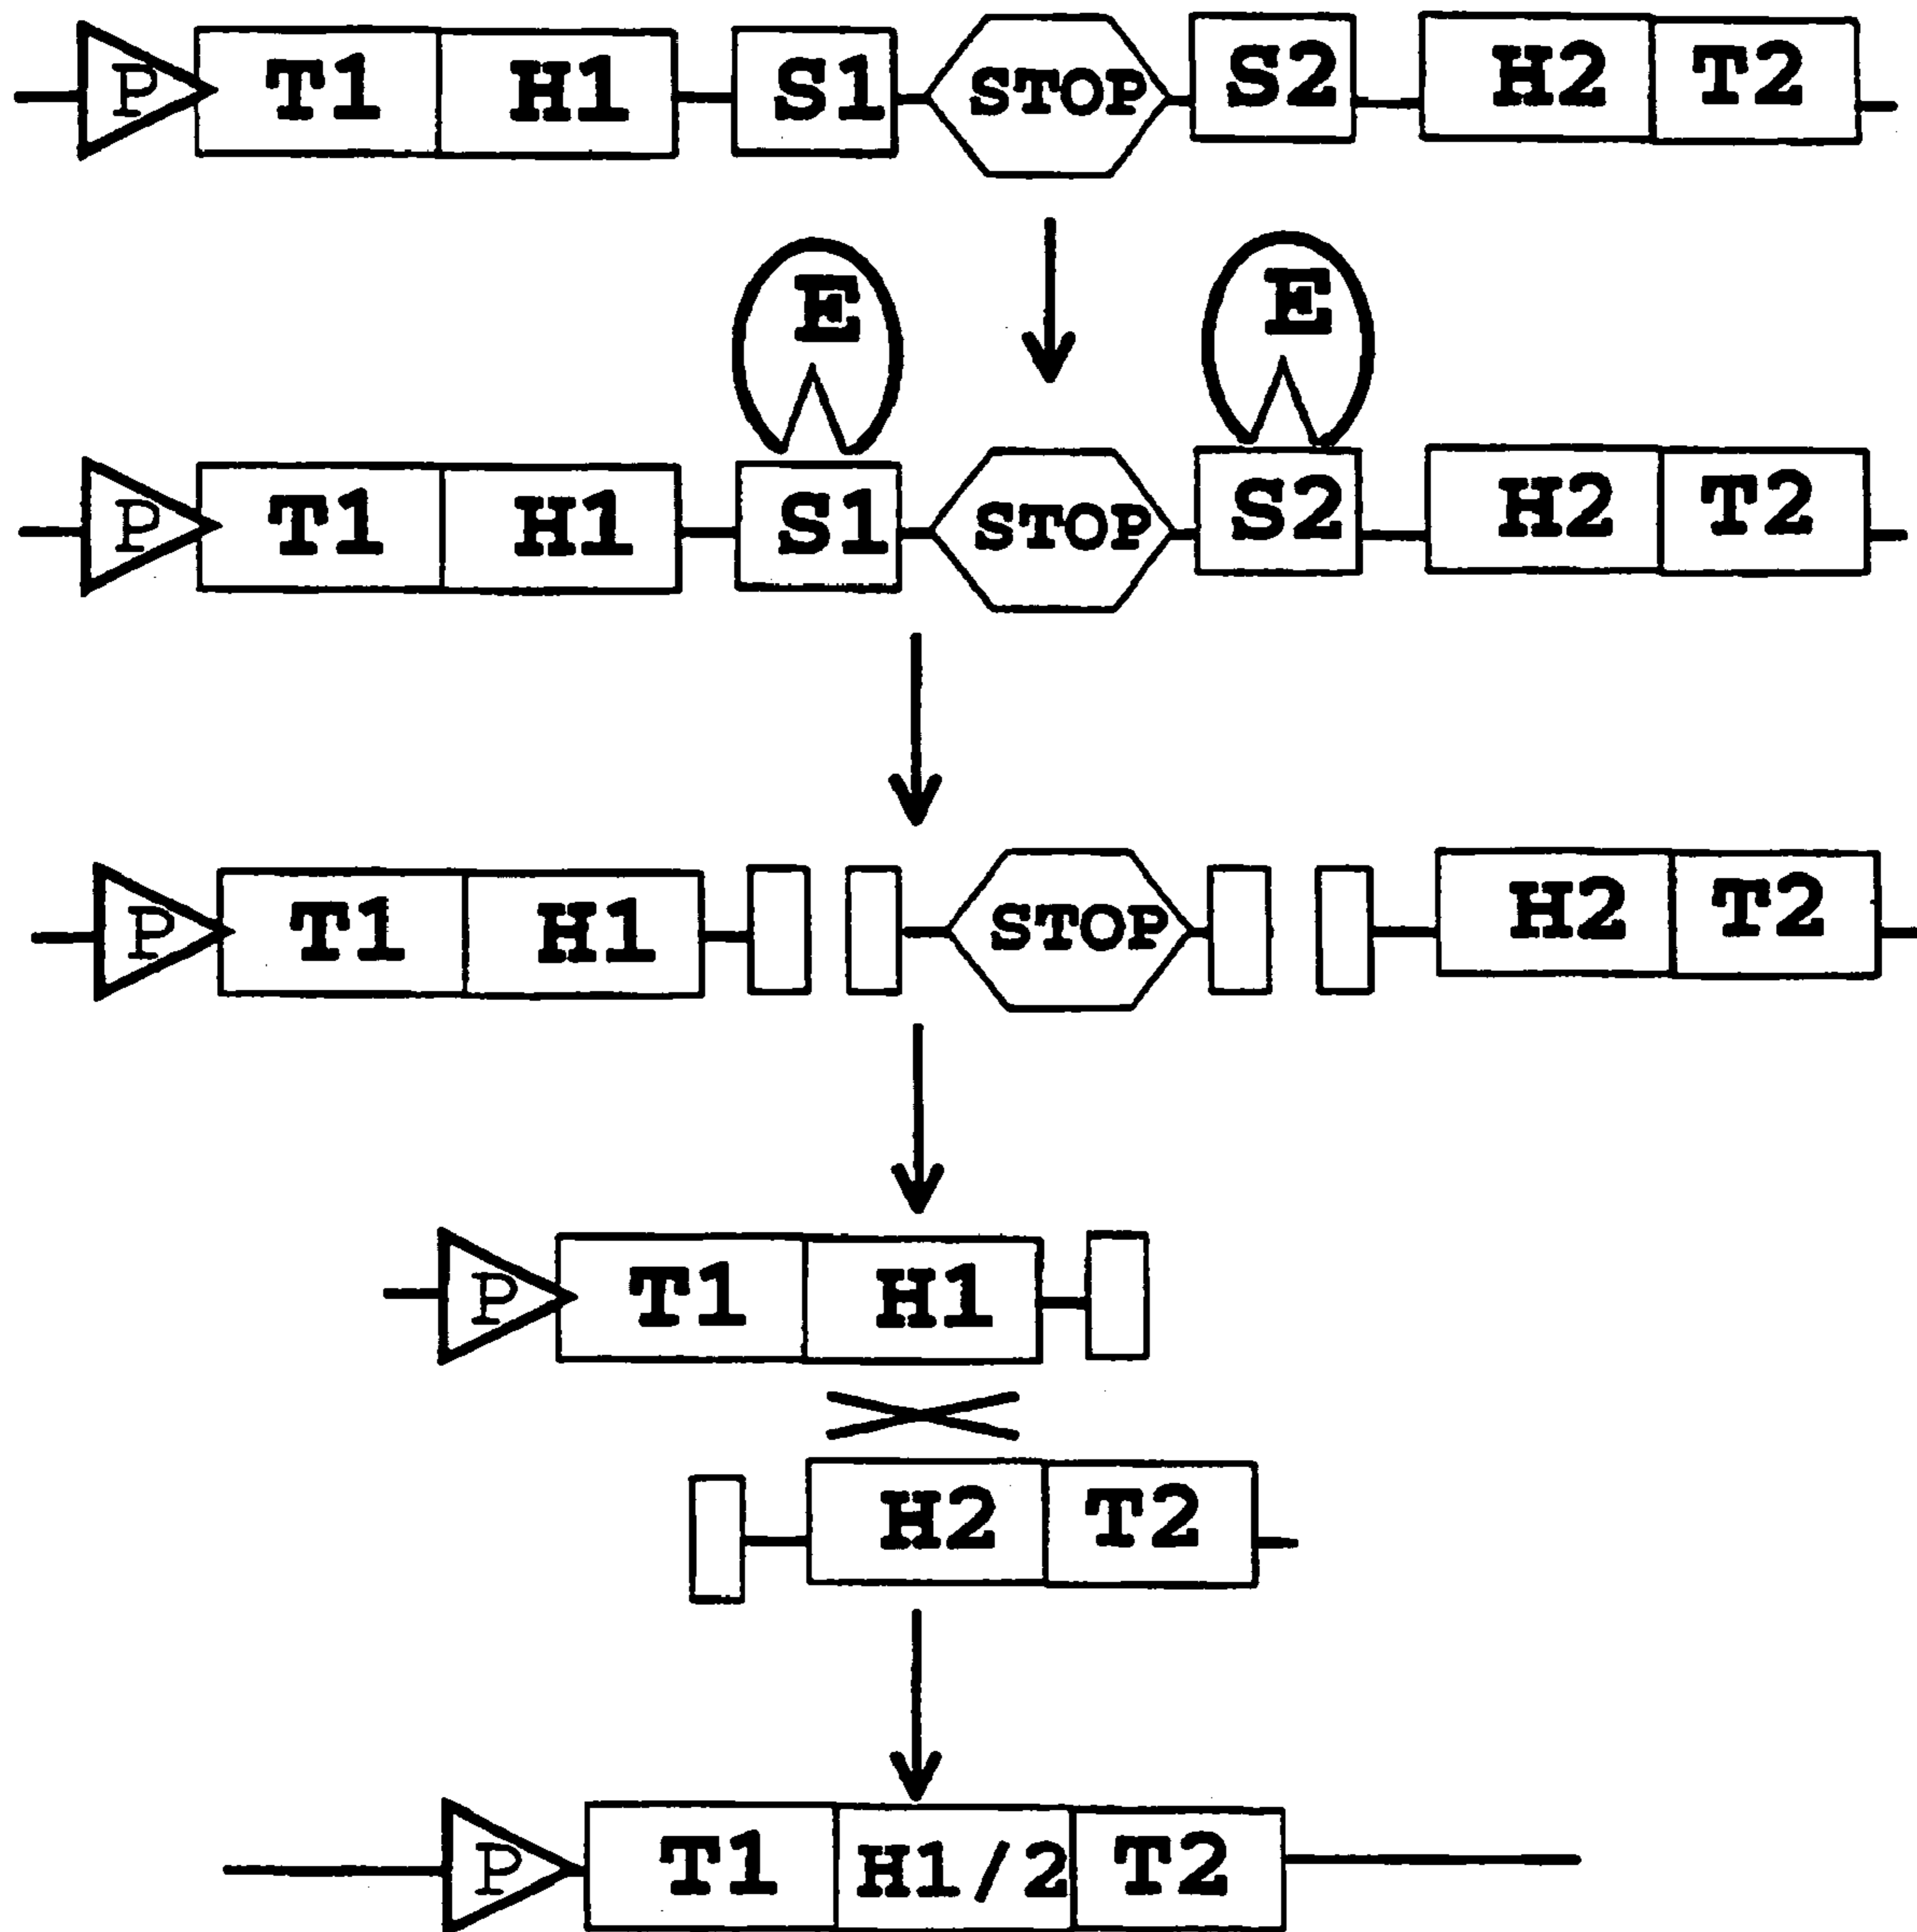 P T1 H1 S1 STOP S2 H2 T2
E E
P T1 H1 S1 STOP S2 H2 T2
P T1 H1 STOP H2 T2
P T1 H1
H2 T2
P T1 H1/2 T2